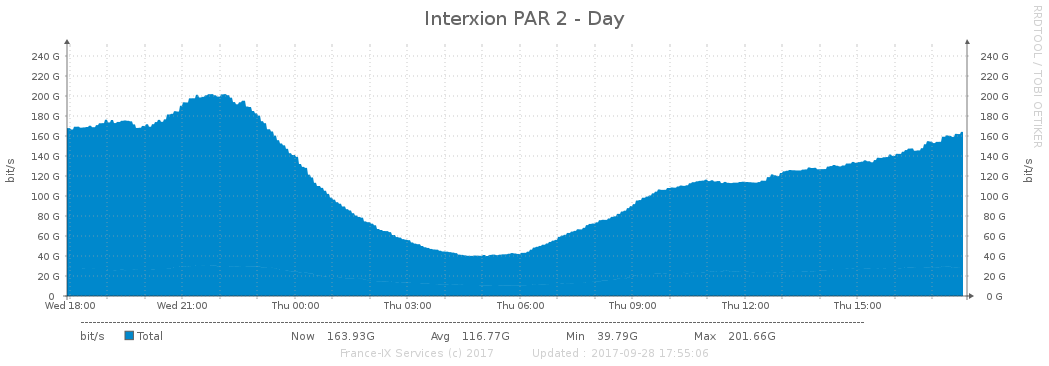 Interxion PAR 2 - Day
RRDTOOL / TOBI OETIKER
bit/s
240 G 240 G
220 G 220 G
200 G 200 G
180 G 180 G
160 G 160 G
140 G 140 G
120 G 120 G
100 G 100 G
80 G 80 G
60 G 60 G
40 G 40 G
20 G 20 G
0 0 G
bit/s
Wed 18:00 Wed 21:00 Thu 00:00 Thu 03:00 Thu 06:00 Thu 09:00 Thu 12:00 Thu 15:00
bit/s Total Now 163.93G Avg 116.77G Min 39.79G Max 201.66G
France-IX Services (c) 2017 Updated : 2017-09-28 17:55:06